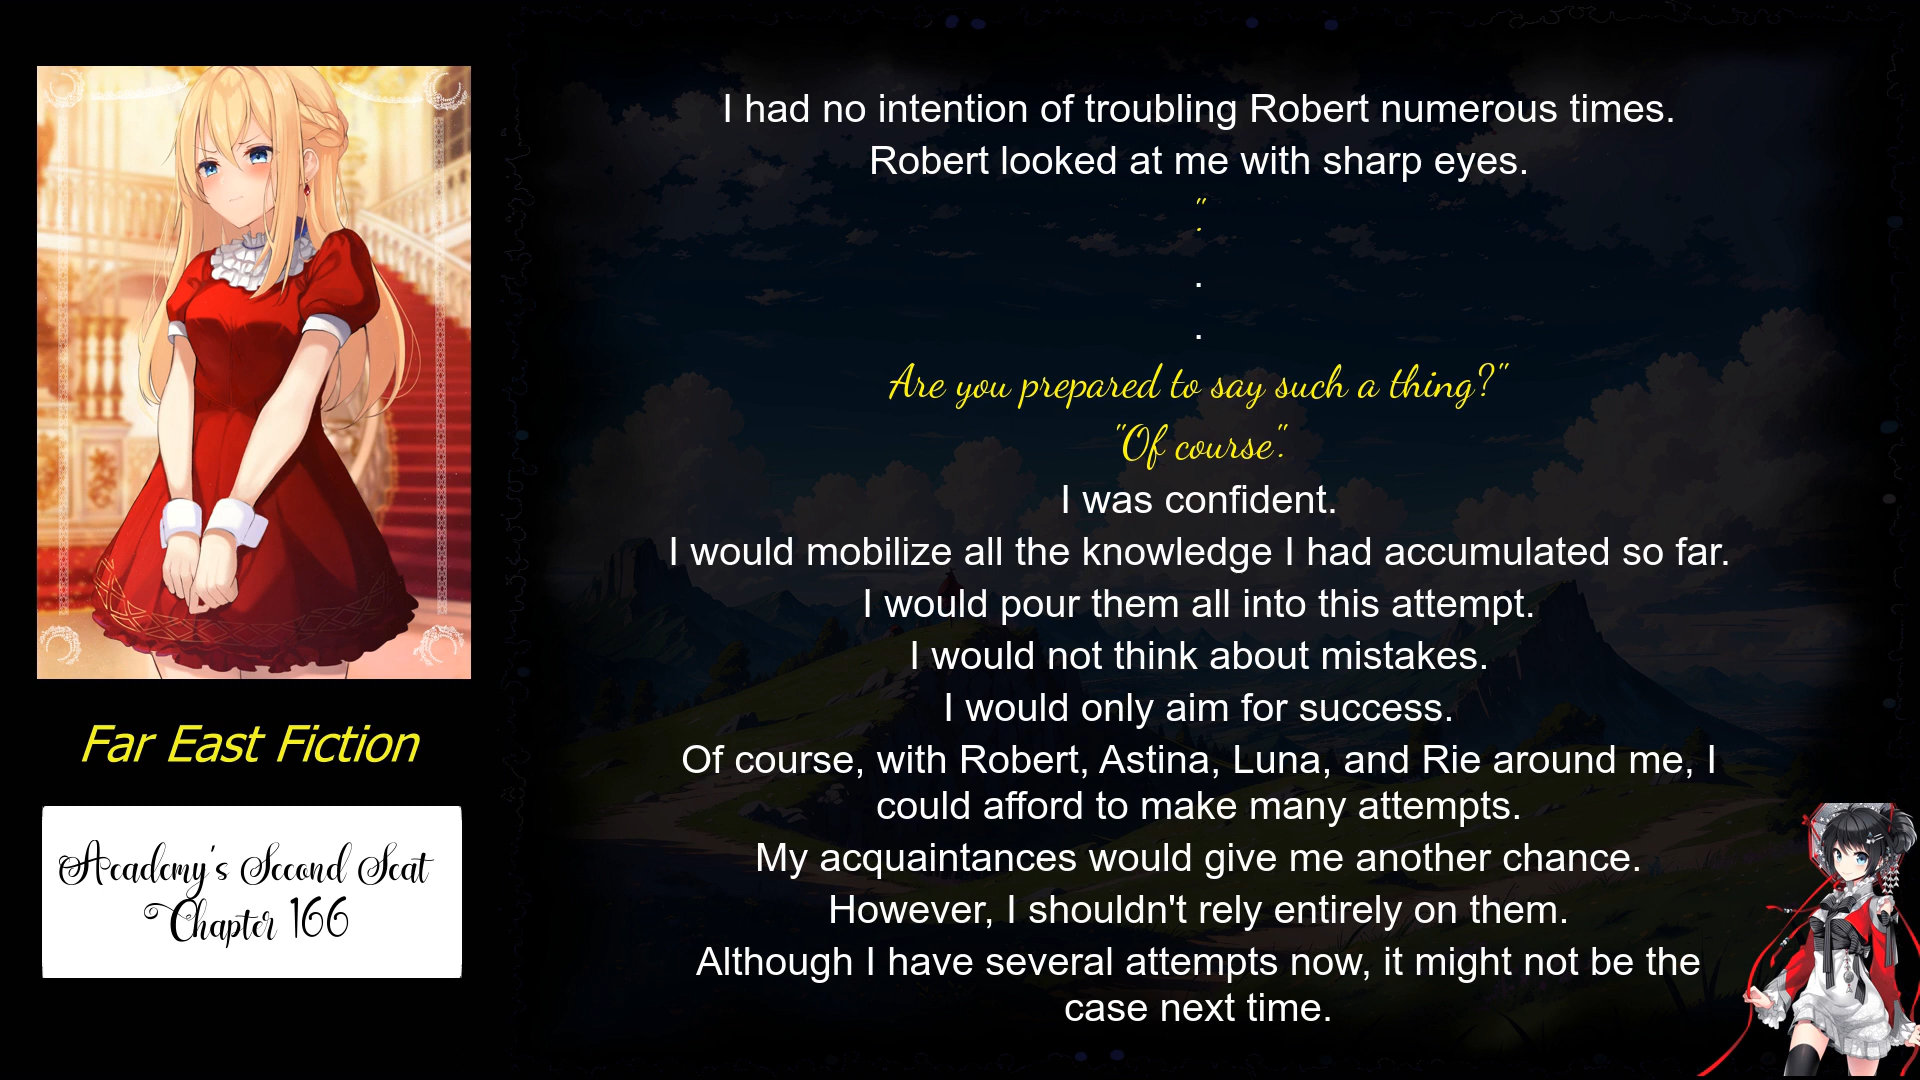 I had no intention of troubling Robert numerous times.
Robert looked at me with sharp eyes.
".
.
.
Are you prepared to say such a thing?"
"Of course".
I was confident.
I would mobilize all the knowledge I had accumulated so far.
I would pour them all into this attempt.
I would not think about mistakes.
I would only aim for success.
Of course, with Robert, Astina, Luna, and Rie around me, I
could afford to make many attempts.
My acquaintances would give me another chance.
However, I shouldn't rely entirely on them.
Although I have several attempts now, it might not be the
case next time.
Far East Fiction
Academy's Second Seat
Chapter 166